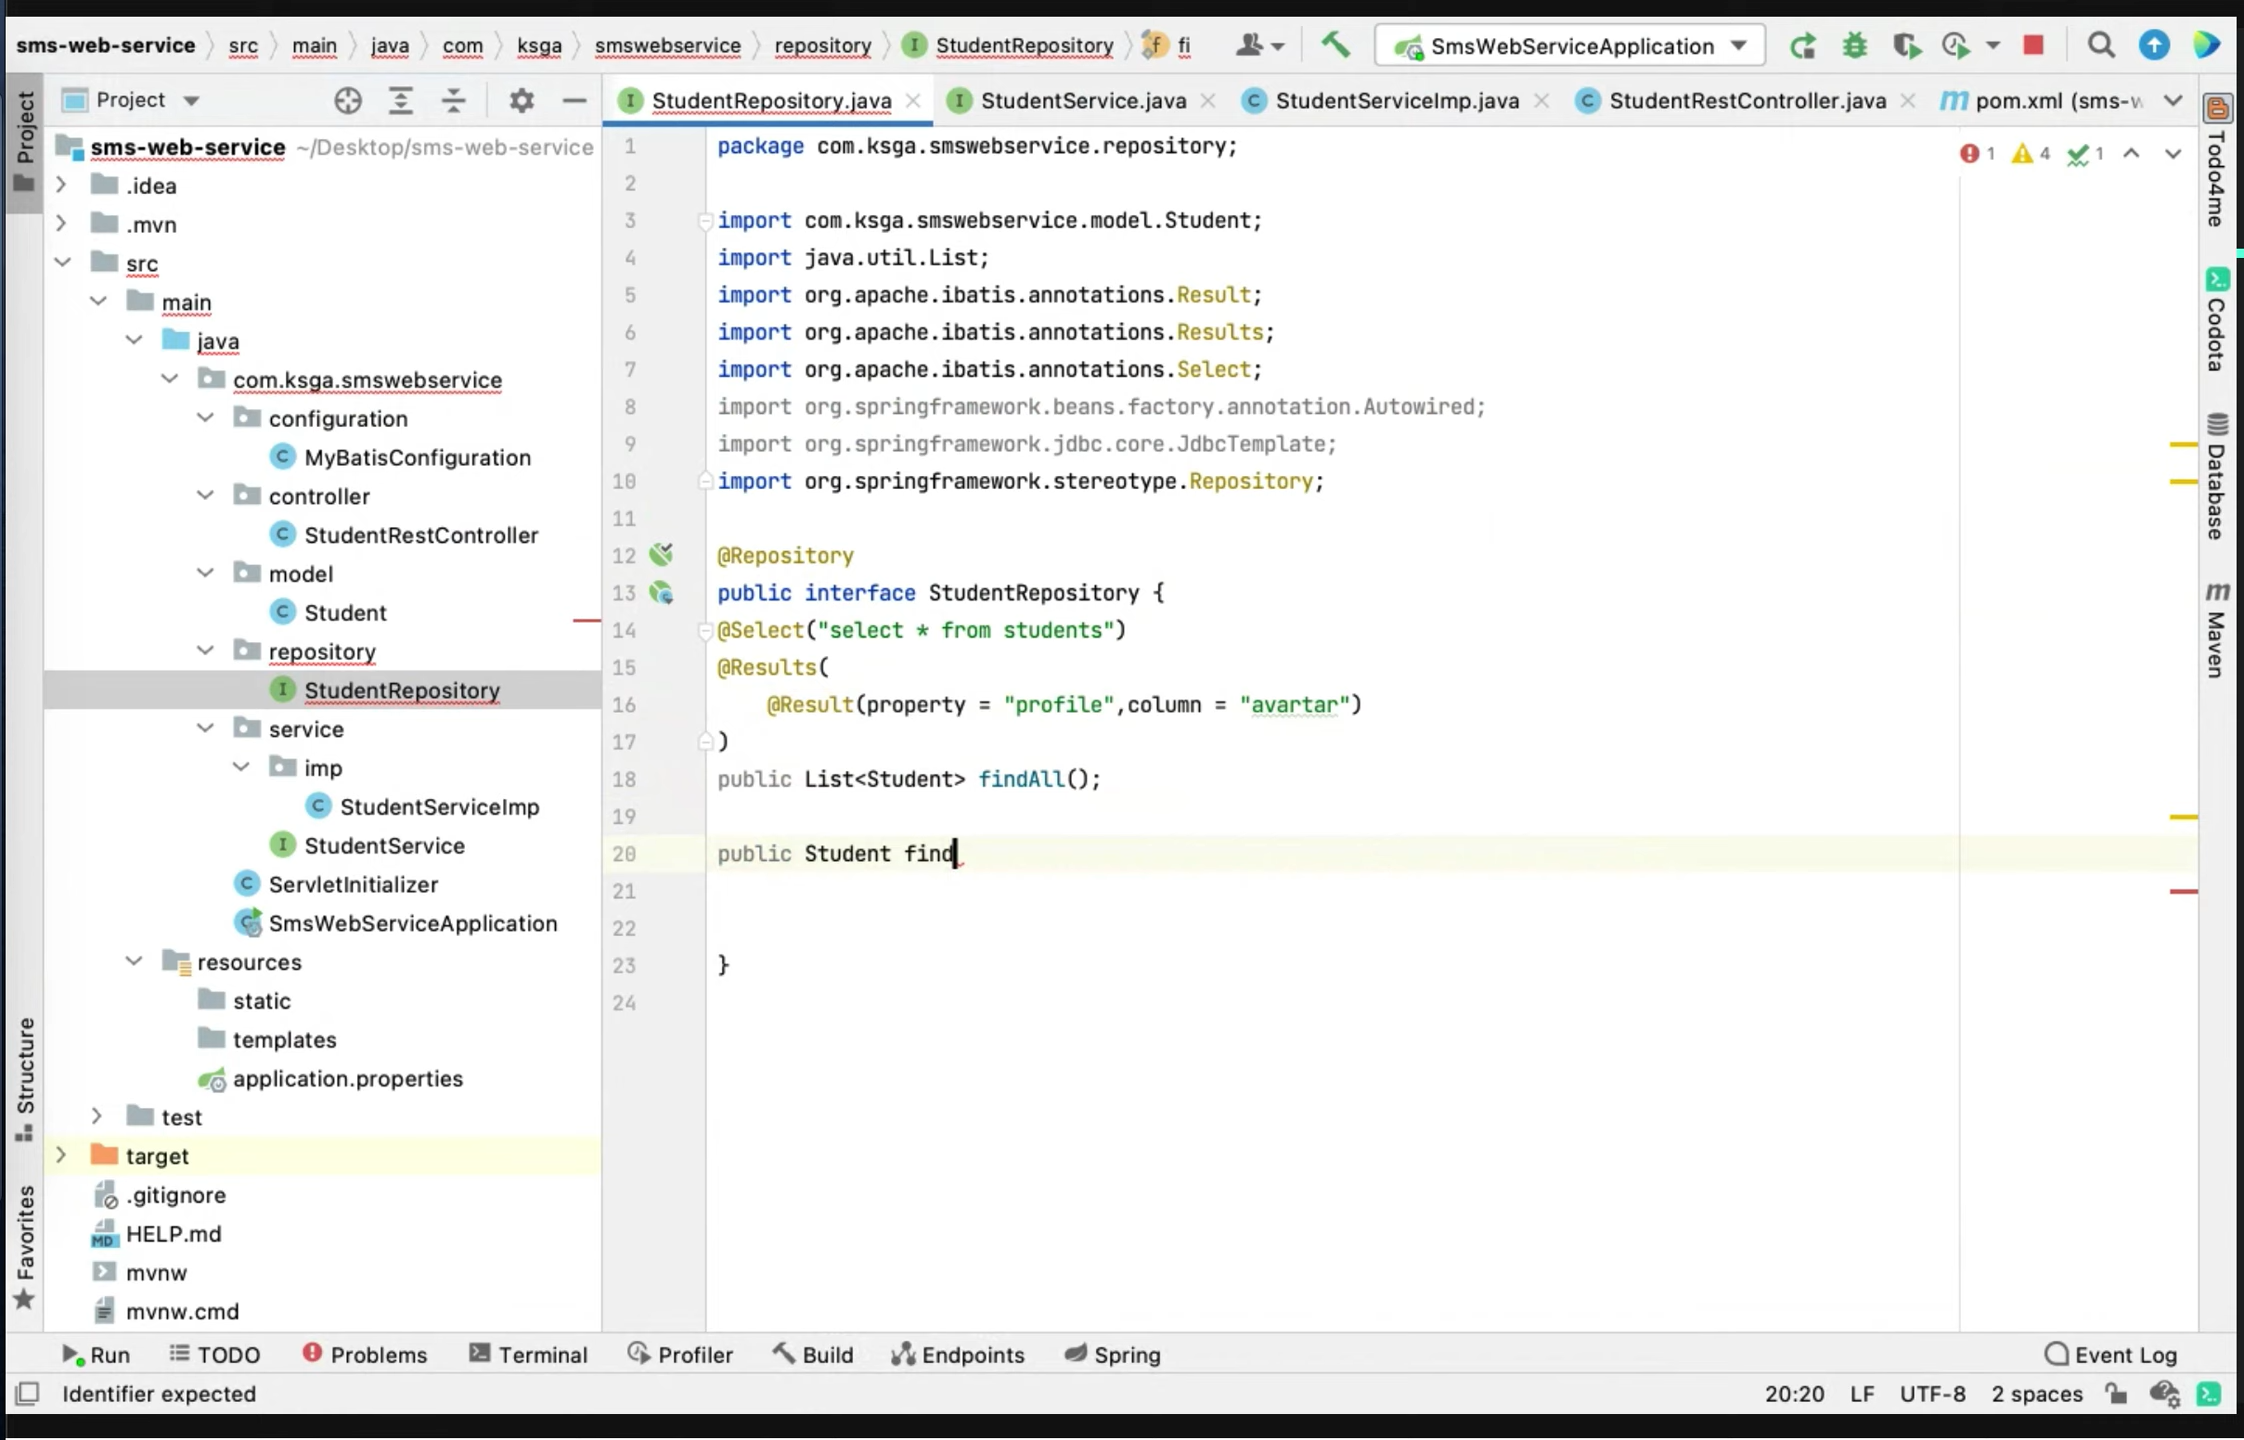 sms-web-service src main java com ksga smswebservice repository StudentRepository fi SmsWebServiceApplication
Project
StudentRepository.java StudentService.java StudentServiceImp.java StudentRestController.java pom.xml (sms-w
Project
sms-web-service ~/Desktop/sms-web-service
.idea
.mvn
src
main
java
com.ksga.smswebservice
configuration
MyBatisConfiguration
controller
StudentRestController
model
Student
repository
StudentRepository
service
imp
StudentServiceImp
StudentService
ServletInitializer
SmsWebServiceApplication
resources
static
templates
application.properties
test
target
.gitignore
HELP.md
mvnw
mvnw.cmd
Structure
Favorites
1 package com.ksga.smswebservice.repository;
2
3 import com.ksga.smswebservice.model.Student;
4 import java.util.List;
5 import org.apache.ibatis.annotations.Result;
6 import org.apache.ibatis.annotations.Results;
7 import org.apache.ibatis.annotations.Select;
8 import org.springframework.beans.factory.annotation.Autowired;
9 import org.springframework.jdbc.core.JdbcTemplate;
10 import org.springframework.stereotype.Repository;
11
12 @Repository
13 public interface StudentRepository {
14 @Select("select * from students")
15 @Results(
16 @Result(property = "profile",column = "avartar")
17 )
18 public List<Student> findAll();
19
20 public Student find
21
22
23 }
24
1 4 1
Todo4me
Codota
Database
Maven
Run TODO Problems Terminal Profiler Build Endpoints Spring Event Log
Identifier expected 20:20 LF UTF-8 2 spaces